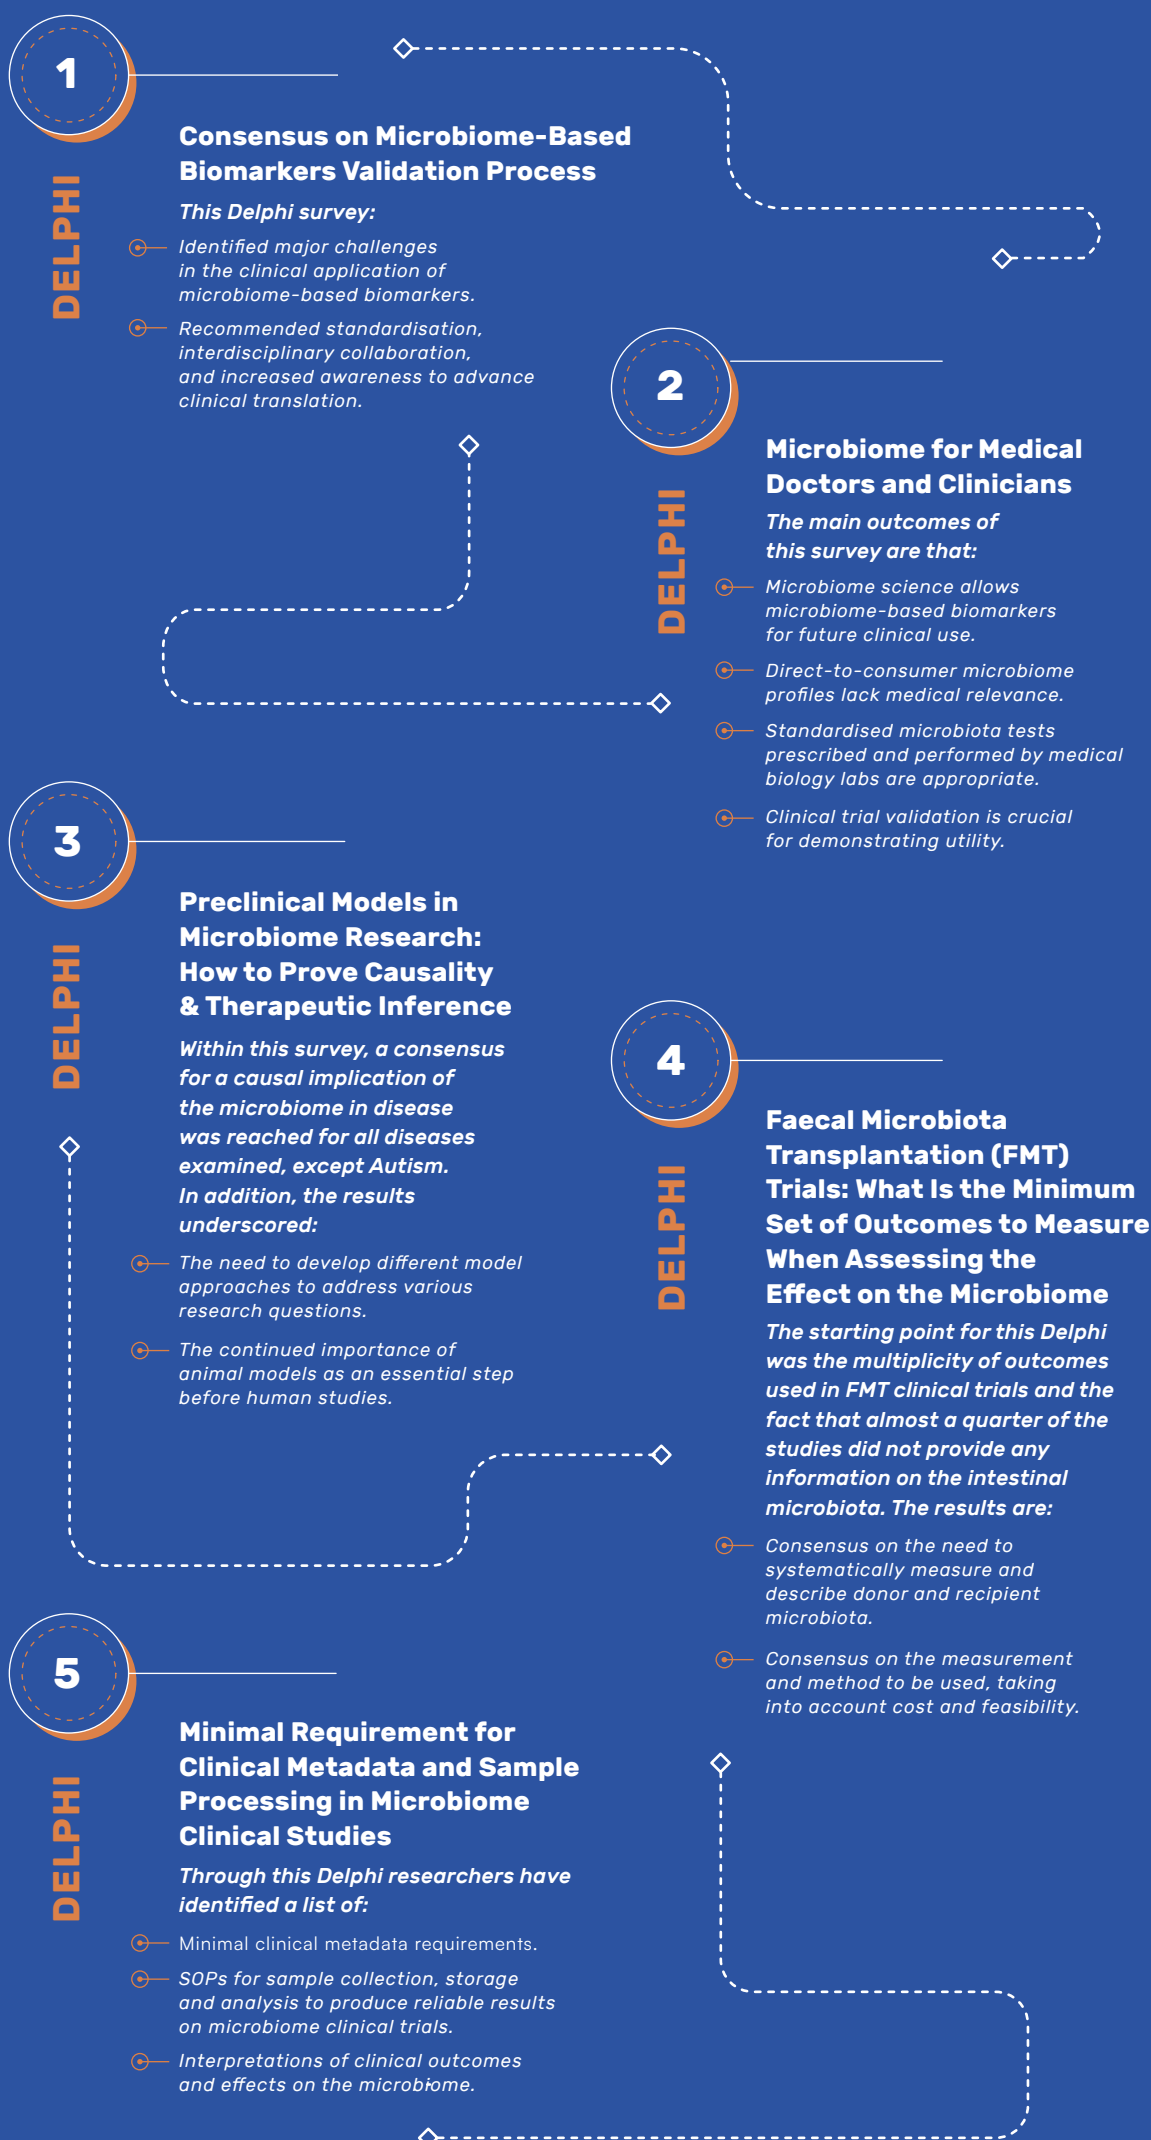 1
DELPHI
Consensus on Microbiome-Based
Biomarkers Validation Process
This Delphi survey:
Identified major challenges
in the clinical application of
microbiome-based biomarkers.
Recommended standardisation,
interdisciplinary collaboration,
and increased awareness to advance
clinical translation.
2
DELPHI
Microbiome for Medical
Doctors and Clinicians
The main outcomes of
this survey are that:
Microbiome science allows
microbiome-based biomarkers
for future clinical use.
Direct-to-consumer microbiome
profiles lack medical relevance.
Standardised microbiota tests
prescribed and performed by medical
biology labs are appropriate.
Clinical trial validation is crucial
for demonstrating utility.
3
DELPHI
Preclinical Models in
Microbiome Research:
How to Prove Causality
& Therapeutic Inference
Within this survey, a consensus
for a causal implication of
the microbiome in disease
was reached for all diseases
examined, except Autism.
In addition, the results
underscored:
The need to develop different model
approaches to address various
research questions.
The continued importance of
animal models as an essential step
before human studies.
4
DELPHI
Faecal Microbiota
Transplantation (FMT)
Trials: What Is the Minimum
Set of Outcomes to Measure
When Assessing the
Effect on the Microbiome
The starting point for this Delphi
was the multiplicity of outcomes
used in FMT clinical trials and the
fact that almost a quarter of the
studies did not provide any
information on the intestinal
microbiota. The results are:
Consensus on the need to
systematically measure and
describe donor and recipient
microbiota.
Consensus on the measurement
and method to be used, taking
into account cost and feasibility.
5
DELPHI
Minimal Requirement for
Clinical Metadata and Sample
Processing in Microbiome
Clinical Studies
Through this Delphi researchers have
identified a list of:
Minimal clinical metadata requirements.
SOPs for sample collection, storage
and analysis to produce reliable results
on microbiome clinical trials.
Interpretations of clinical outcomes
and effects on the microbiome.